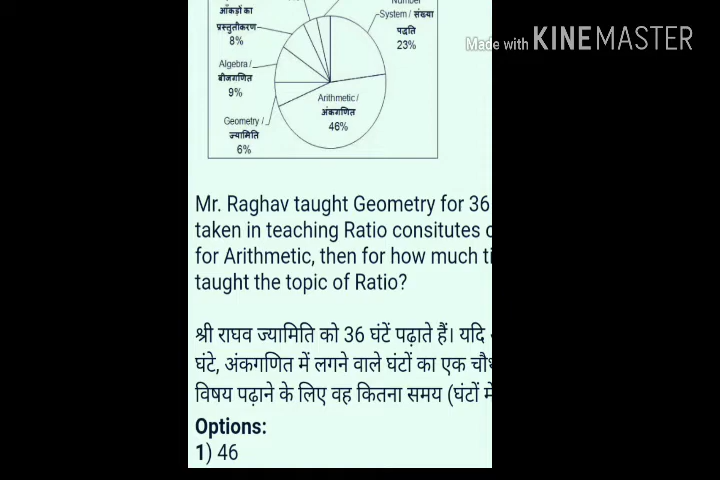 आँकड़ों का
प्रस्तुतीकरण
8%
Algebra /
बीजगणित
9%
Geometry /
ज्यामिति
6%
Number
System / संख्या
पद्धति
23%
Arithmetic /
अंकगणित
46%
Made with KINEMASTER
Mr. Raghav taught Geometry for 36
taken in teaching Ratio consitutes
for Arithmetic, then for how much
taught the topic of Ratio?
श्री राघव ज्यामिति को 36 घंटें पढ़ाते हैं। यदि
घंटे, अंकगणित में लगने वाले घंटों का एक
विषय पढ़ाने के लिए वह कितना समय (घंटों
Options:
1) 46